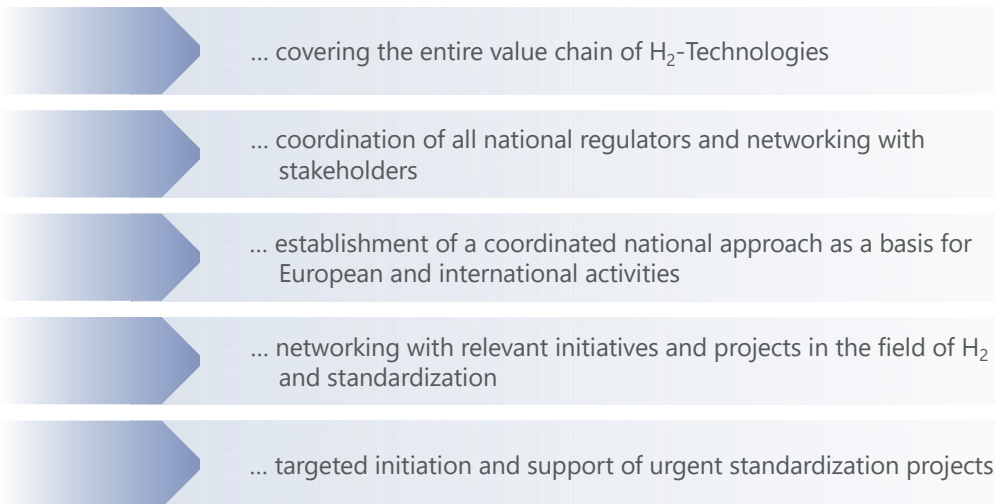 ... covering the entire value chain of H₂-Technologies
... coordination of all national regulators and networking with
stakeholders
... establishment of a coordinated national approach as a basis for
European and international activities
... networking with relevant initiatives and projects in the field of H₂
and standardization
... targeted initiation and support of urgent standardization projects